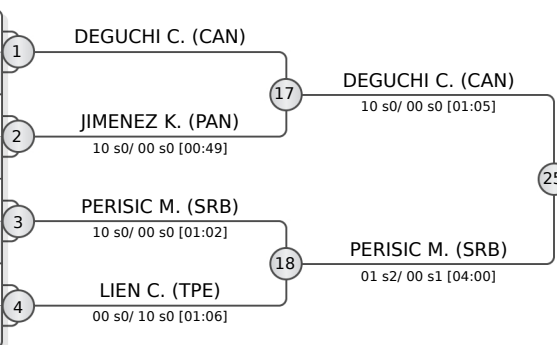 DEGUCHI C. (CAN)
1
17
DEGUCHI C. (CAN)
10 s0/ 00 s0 [01:05]
JIMENEZ K. (PAN)
2
10 s0/ 00 s0 [00:49]
25
PERISIC M. (SRB)
3
10 s0/ 00 s0 [01:02]
18
PERISIC M. (SRB)
01 s2/ 00 s1 [04:00]
LIEN C. (TPE)
4
00 s0/ 10 s0 [01:06]